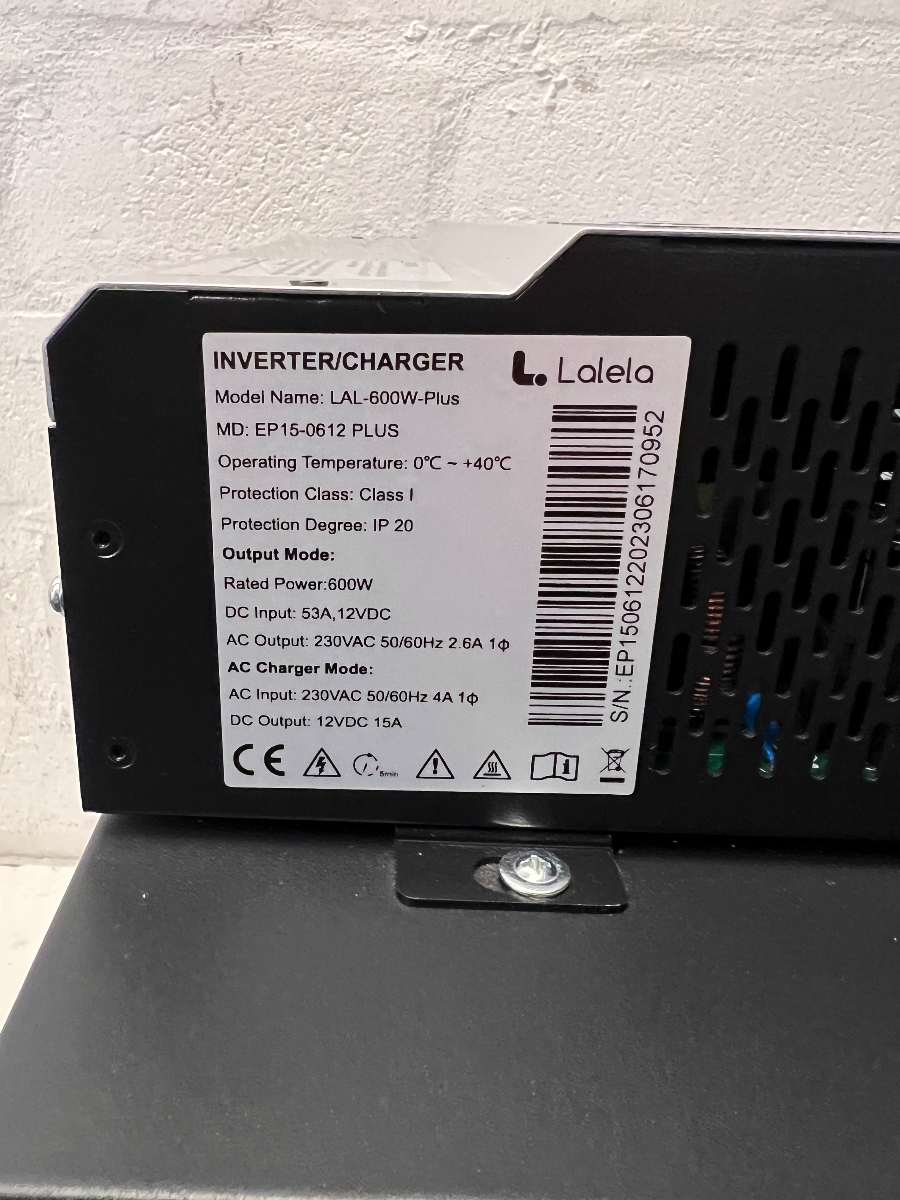 INVERTER/CHARGER
Lalela
Model Name: LAL-600W-Plus
MD: EP15-0612 PLUS
Operating Temperature: 0℃ ~ +40℃
Protection Class: Class I
Protection Degree: IP 20
Output Mode:
Rated Power:600W
DC Input: 53A,12VDC
AC Output: 230VAC 50/60Hz 2.6A 1ϕ
AC Charger Mode:
AC Input: 230VAC 50/60Hz 4A 1ϕ
DC Output: 12VDC 15A
CE
5min
S/N.:EP150612202306170952